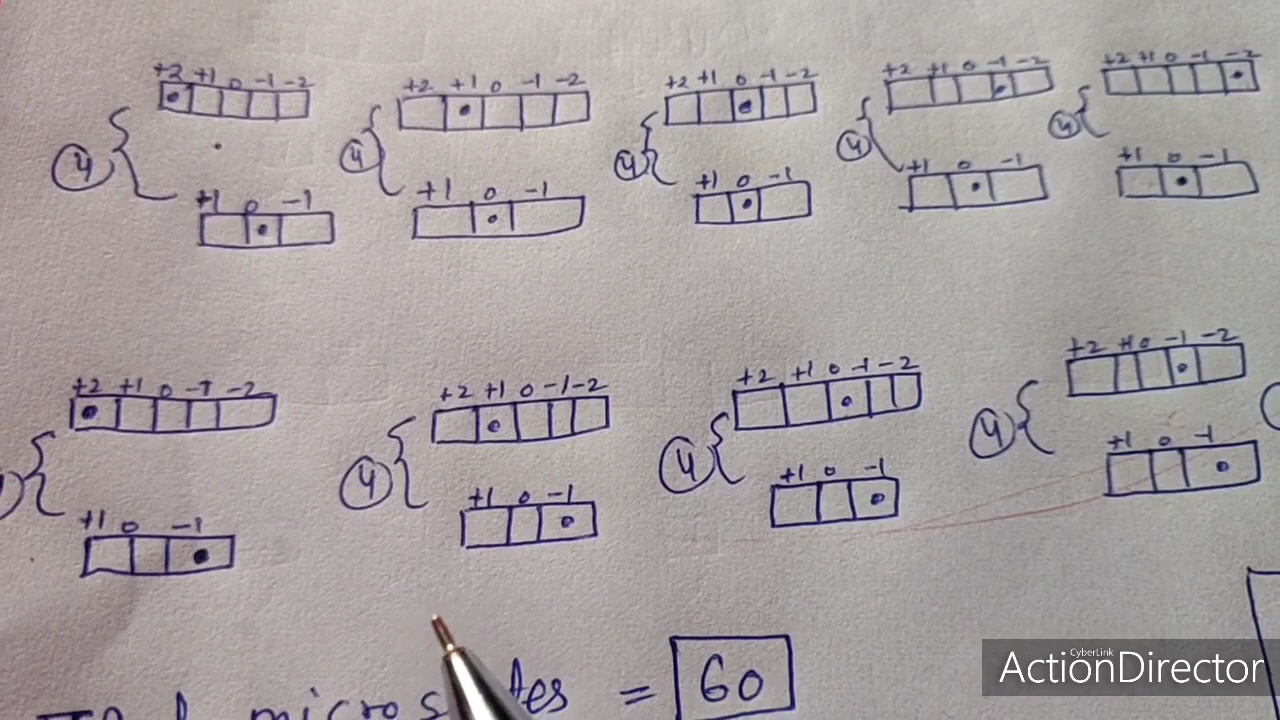 +2 +1 0 -1 -2 +2 +1 0 -1 -2 +2 +1 0 -1 -2 +2 +1 0 -1 -2 +2 +1 0 -1 -2
4 4 4 4 4
+1 0 -1 +1 0 -1 +1 0 -1 +1 0 -1 +1 0 -1
+2 +1 0 -1 -2 +2 +1 0 -1 -2 +2 +1 0 -1 -2 +2 +1 0 -1 -2
4 4 4
+1 0 -1 +1 0 -1 +1 0 -1 +1 0 -1
= 60
CyberLink
ActionDirector